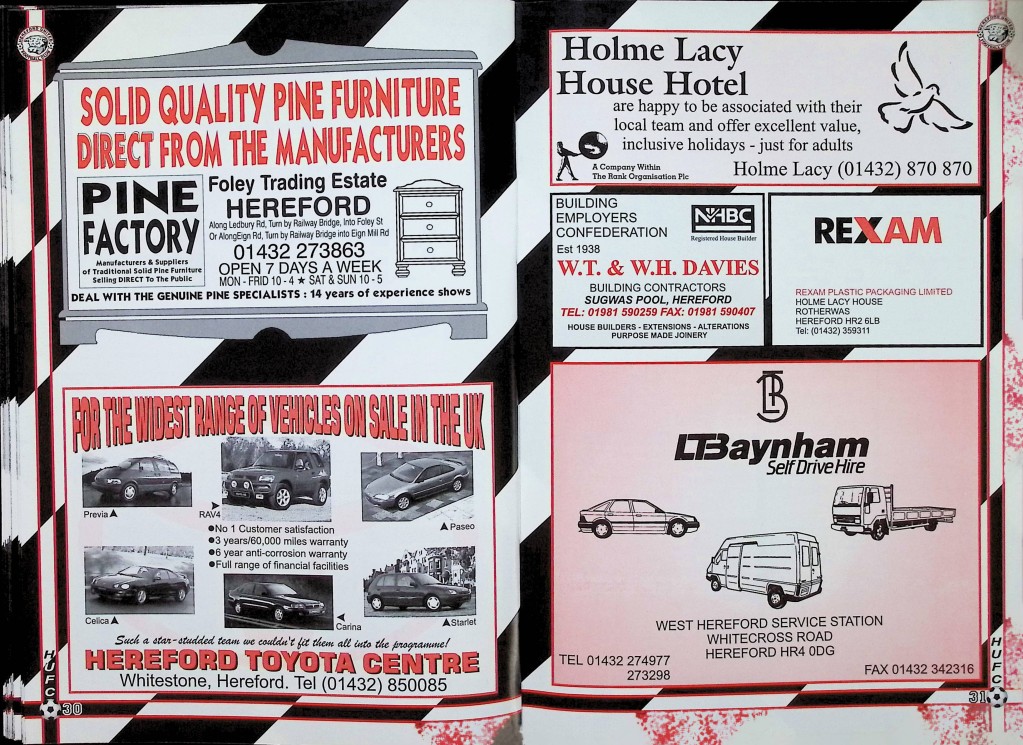 SOLID QUALITY PINE FURNITURE
DIRECT FROM THE MANUFACTURERS
PINE
FACTORY
Manufacturers & Suppliers
of Traditional Solid Pine Furniture
Selling DIRECT To The Public
Foley Trading Estate
HEREFORD
Along Ledbury Rd, Turn by Railway Bridge, Into Foley St
Or AlongEign Rd, Turn by Railway Bridge into Eign Mill Rd
01432 273863
OPEN 7 DAYS A WEEK
MON - FRID 10 - 4 ★ SAT & SUN 10 - 5
DEAL WITH THE GENUINE PINE SPECIALISTS : 14 years of experience shows
FOR THE WIDEST RANGE OF VEHICLES ON SALE IN THE UK
Previa ▲
RAV4 ▲
▲ Paseo
●No 1 Customer satisfaction
●3 years/60,000 miles warranty
●6 year anti-corrosion warranty
●Full range of financial facilities
Celica ▲
◄ Carina
▲ Starlet
Such a star-studded team we couldn't fit them all into the programme!
HEREFORD TOYOTA CENTRE
Whitestone, Hereford. Tel (01432) 850085
HUFC
30
Holme Lacy
House Hotel
are happy to be associated with their
local team and offer excellent value,
inclusive holidays - just for adults
A Company Within
The Rank Organisation Plc
Holme Lacy (01432) 870 870
BUILDING
EMPLOYERS
CONFEDERATION
Est 1938
NHBC
Registered House Builder
W.T. & W.H. DAVIES
BUILDING CONTRACTORS
SUGWAS POOL, HEREFORD
TEL: 01981 590259 FAX: 01981 590407
HOUSE BUILDERS - EXTENSIONS - ALTERATIONS
PURPOSE MADE JOINERY
REXAM
REXAM PLASTIC PACKAGING LIMITED
HOLME LACY HOUSE
ROTHERWAS
HEREFORD HR2 6LB
Tel: (01432) 359311
LTBaynham
Self Drive Hire
WEST HEREFORD SERVICE STATION
WHITECROSS ROAD
HEREFORD HR4 0DG
TEL 01432 274977
273298
FAX 01432 342316
HUFC
31